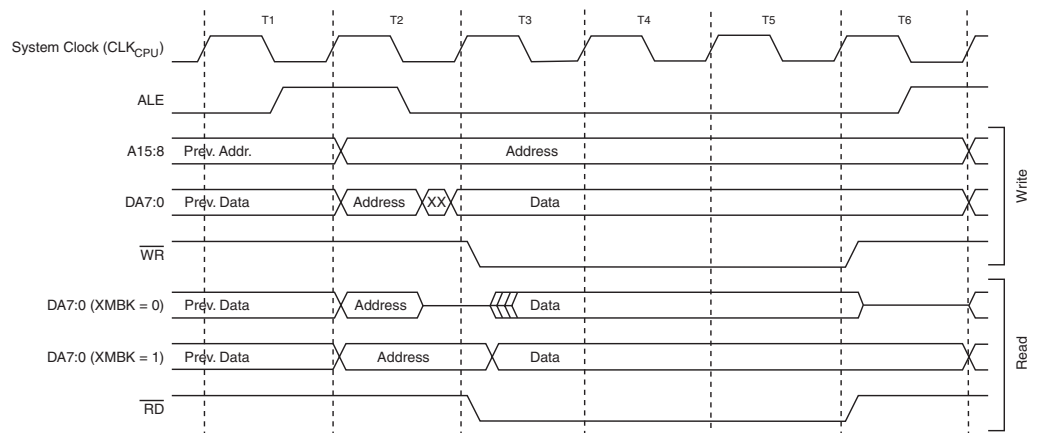 T1 T2 T3 T4 T5 T6
System Clock (CLKCPU)
ALE
A15:8 Prev. Addr. Address
DA7:0 Prev. Data Address XX Data
WR
Write
DA7:0 (XMBK = 0) Prev. Data Address Data
DA7:0 (XMBK = 1) Prev. Data Address Data
RD
Read